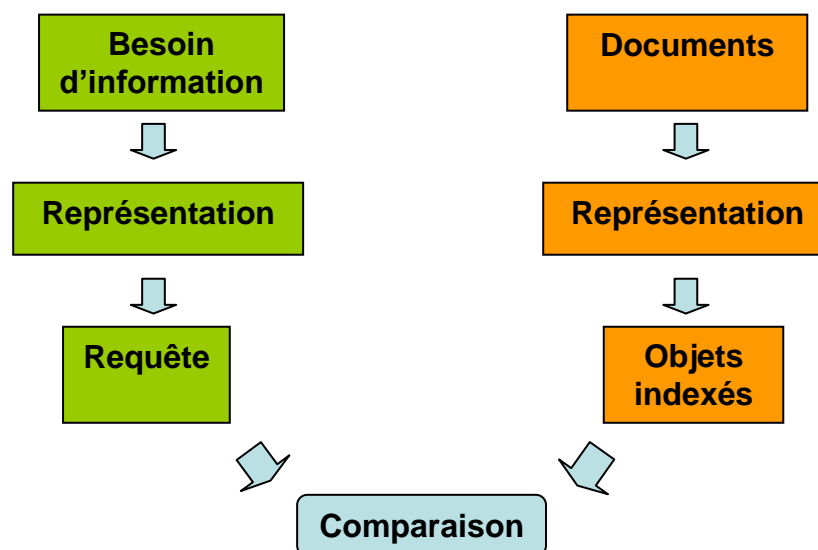 Besoin
d'information
Documents
Représentation
Représentation
Requête
Objets
indexés
Comparaison